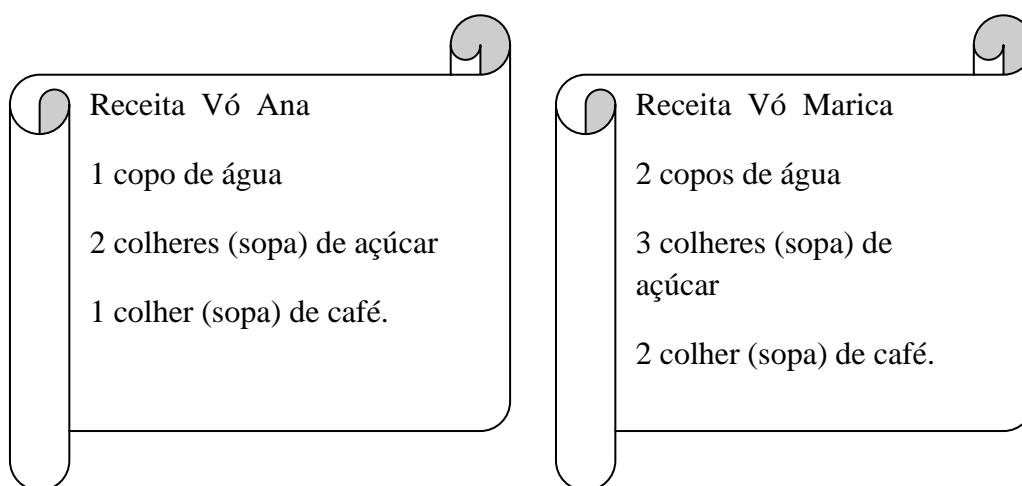 Receita Vó Ana
1 copo de água
2 colheres (sopa) de açúcar
1 colher (sopa) de café.
Receita Vó Marica
2 copos de água
3 colheres (sopa) de
açúcar
2 colher (sopa) de café.